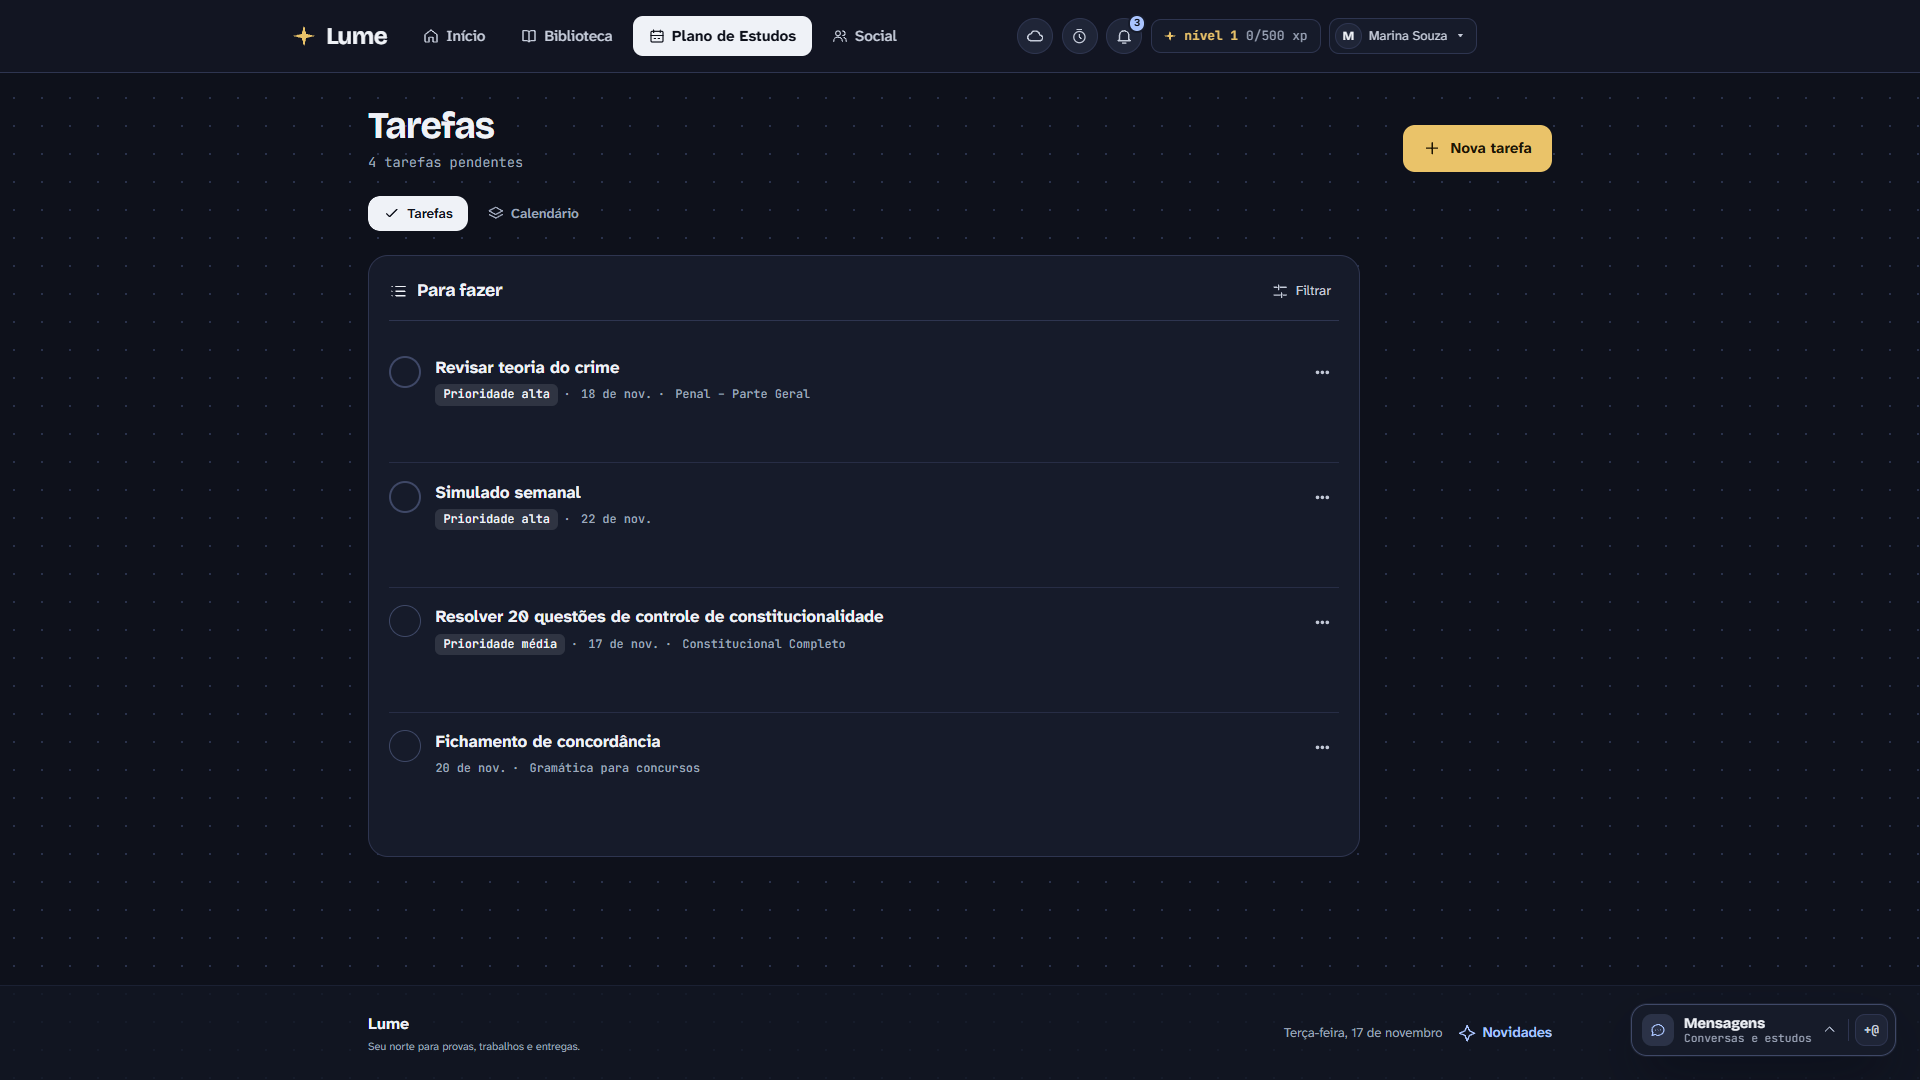 Lume
Início
Biblioteca
Plano de Estudos
Social
3
nível 1 0/500 xp
M Marina Souza
Tarefas
4 tarefas pendentes
Nova tarefa
Tarefas
Calendário
Para fazer
Filtrar
Revisar teoria do crime
Prioridade alta · 18 de nov. · Penal – Parte Geral
Simulado semanal
Prioridade alta · 22 de nov.
Resolver 20 questões de controle de constitucionalidade
Prioridade média · 17 de nov. · Constitucional Completo
Fichamento de concordância
20 de nov. · Gramática para concursos
Lume
Seu norte para provas, trabalhos e entregas.
Terça-feira, 17 de novembro
Novidades
Mensagens
Conversas e estudos
+@